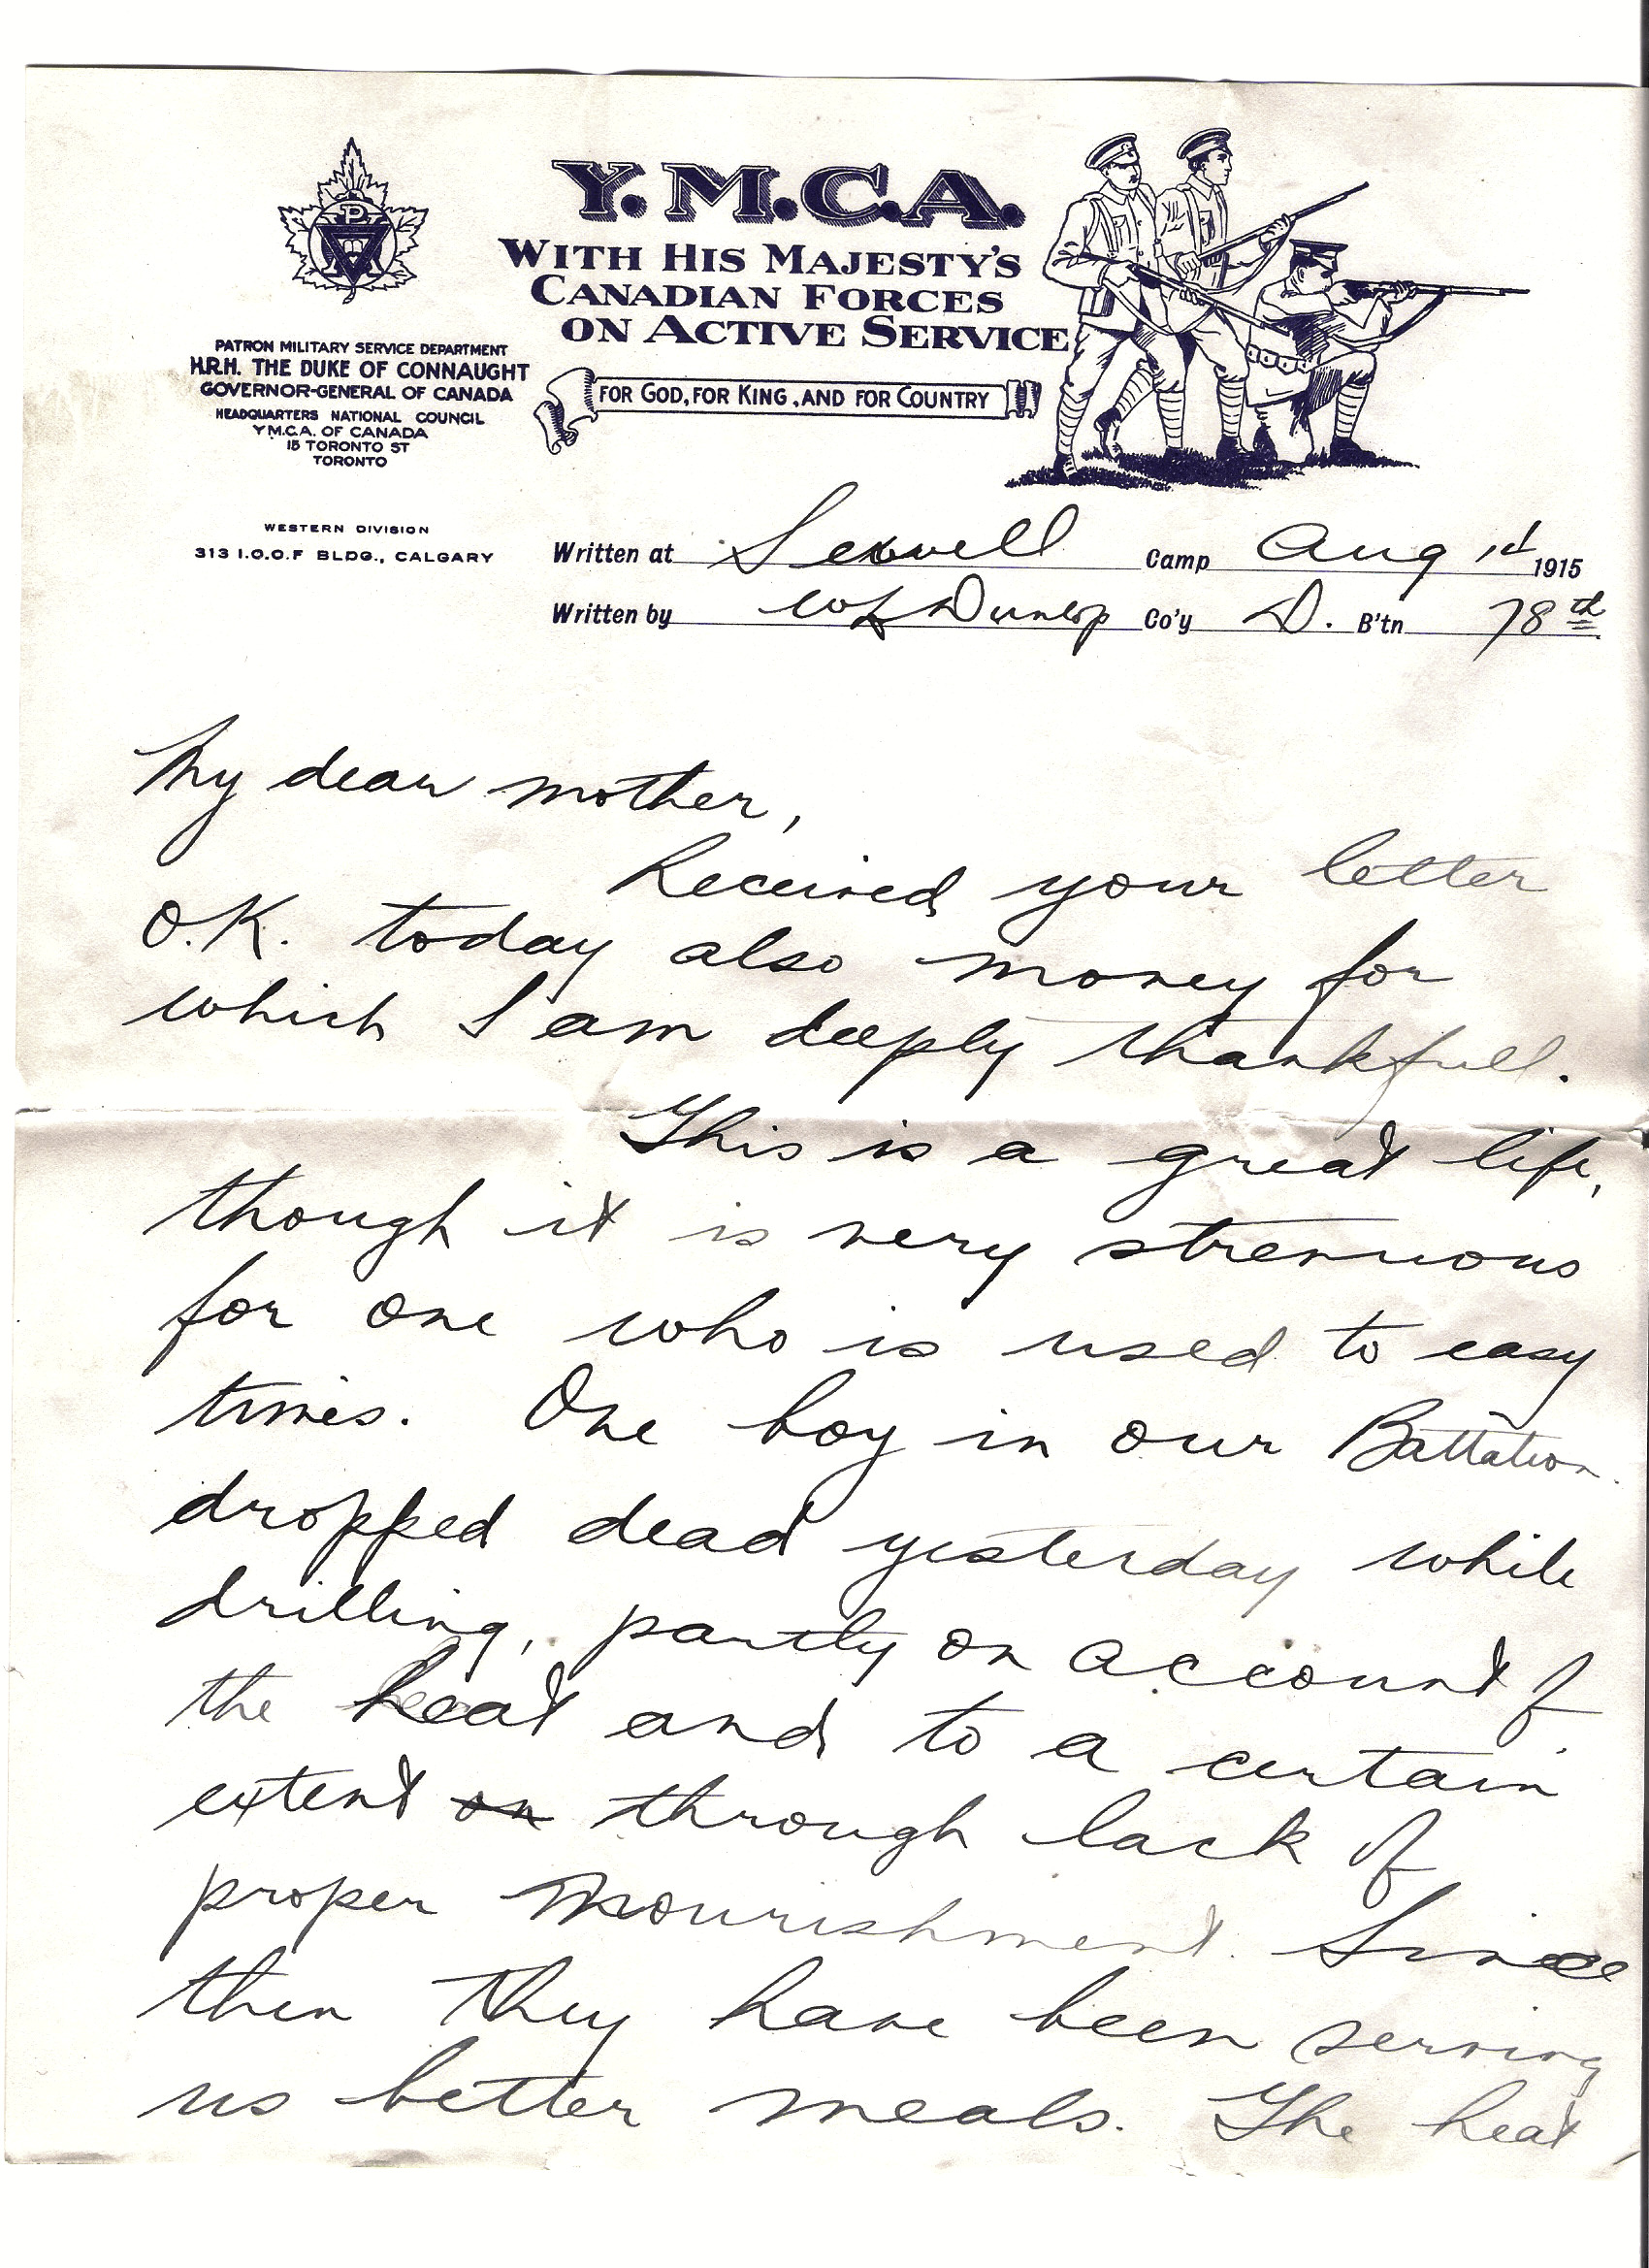 Y.M.C.A.
WITH HIS MAJESTY'S
CANADIAN FORCES
ON ACTIVE SERVICE
FOR GOD, FOR KING, AND FOR COUNTRY
PATRON MILITARY SERVICE DEPARTMENT
H.R.H. THE DUKE OF CONNAUGHT
GOVERNOR-GENERAL OF CANADA
HEADQUARTERS NATIONAL COUNCIL
Y.M.C.A. OF CANADA
15 TORONTO ST
TORONTO
WESTERN DIVISION
313 I.O.O.F BLDG., CALGARY
Written at Sewell Camp Aug 1st 1915
Written by WL Dunlop Co'y D. B'tn 78th
My dear mother,
Received your letter
O.K. today also money for
which I am deeply thankfull.
This is a great life,
though it is very strenuous
for one who is used to easy
times. One boy in our Battalion
dropped dead yesterday while
drilling, partly on account of
the heat and to a certain
extent on through lack of
proper nourishment. Since
then they have been serving
us better meals. The heat